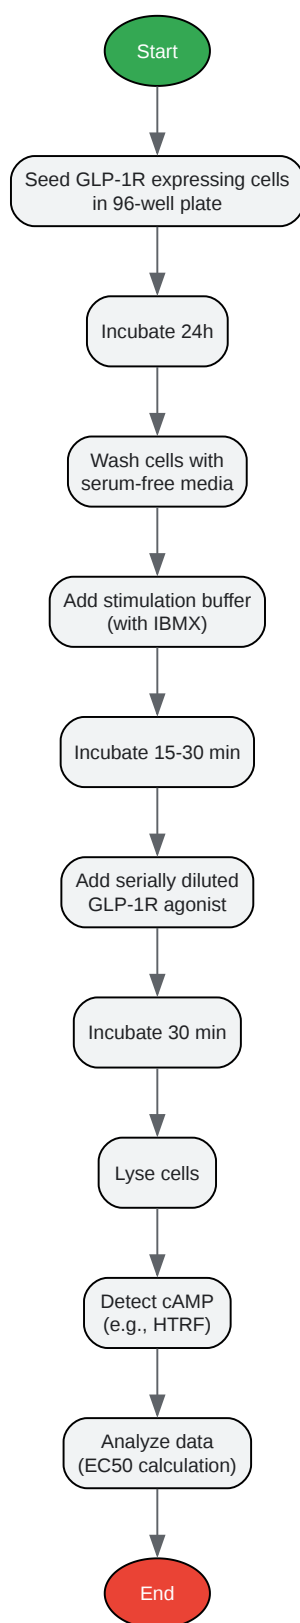 Start
Seed GLP-1R expressing cells
in 96-well plate
Incubate 24h
Wash cells with
serum-free media
Add stimulation buffer
(with IBMX)
Incubate 15-30 min
Add serially diluted
GLP-1R agonist
Incubate 30 min
Lyse cells
Detect cAMP
(e.g., HTRF)
Analyze data
(EC50 calculation)
End